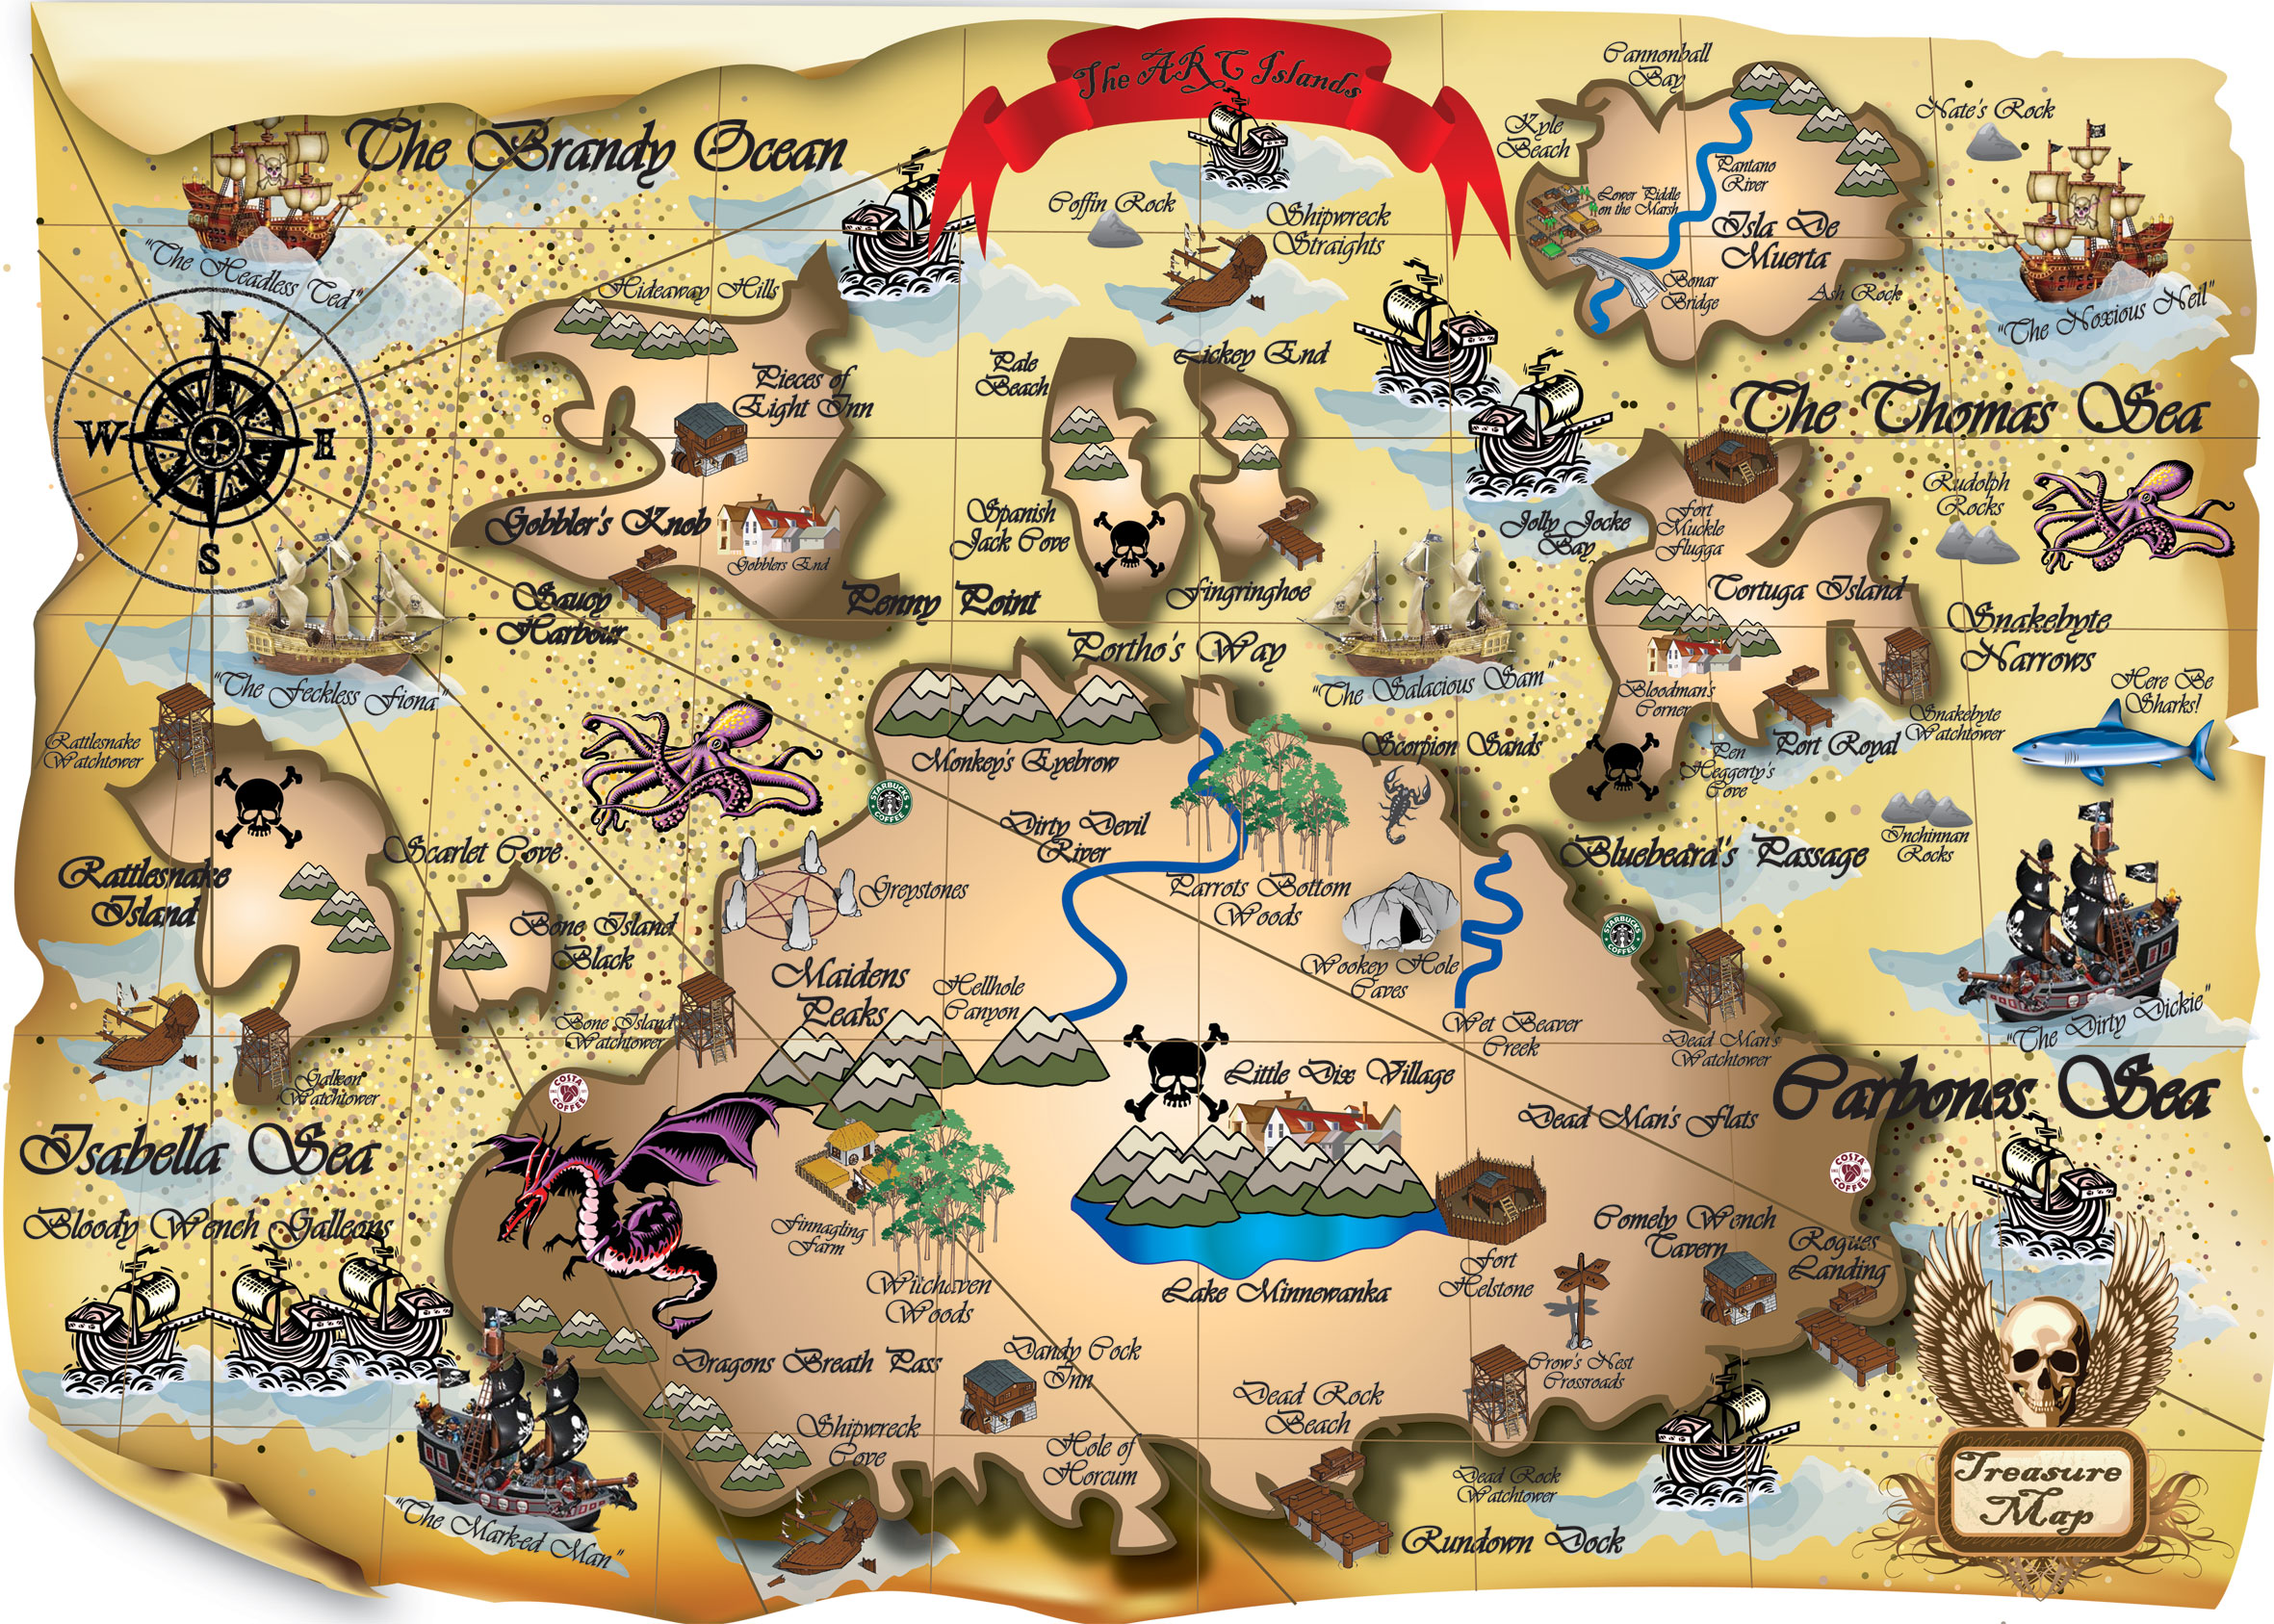 The ARC Islands
The Brandy Ocean
"The Headless Ted"
N
W
E
S
Hideaway Hills
Pieces of
Eight Inn
Gobbler's Knob
Gobblers End
Saucy
Harbour
Penny Point
Coffin Rock
Shipwreck
Straights
Pale
Beach
Lickey End
Spanish
Jack Cove
Fingringhoe
Portho's Way
Cannonball
Bay
Kyle
Beach
Lower Piddle
on the Marsh
Pantano
River
Isla De
Muerta
Bonar
Bridge
Ash Rock
Nate's Rock
"The Noxious Neil"
The Thomas Sea
Rudolph
Rocks
Jolly Jocke
Bay
Fort
Muckle
Flugga
Tortuga Island
Snakebyte
Narrows
Bloodman's
Corner
Port Royal
Snakebyte
Watchtower
Pen
Heggerty's
Cove
Here Be
Sharks!
Inchinnan
Rocks
Bluebeard's Passage
"The Salacious Sam"
"The Feckless Fiona"
Rattlesnake
Watchtower
Rattlesnake
Island
Scarlet Cove
Bone Island
Black
Bone Island
Watchtower
Galleon
Watchtower
Isabella Sea
Bloody Wench Galleons
"The Mark-ed Man"
Monkey's Eyebrow
STARBUCKS
COFFEE
Dirty Devil
River
Scorpion Sands
Greystones
Parrots Bottom
Woods
Wookey Hole
Caves
STARBUCKS
COFFEE
Maidens
Peaks
Hellhole
Canyon
Wet Beaver
Creek
Dead Man's
Watchtower
"The Dirty Dickie"
Carbones Sea
COSTA
COFFEE
Little Dix Village
Dead Man's Flats
COSTA
COFFEE
Finnagling
Farm
Witchaven
Woods
Lake Minnewanka
Fort
Helstone
Comely Wench
Tavern
Rogues
Landing
Dragons Breath Pass
Dandy Cock
Inn
Crow's Nest
Crossroads
Dead Rock
Beach
Shipwreck
Cove
Hole of
Horcum
Dead Rock
Watchtower
Rundown Dock
Treasure
Map